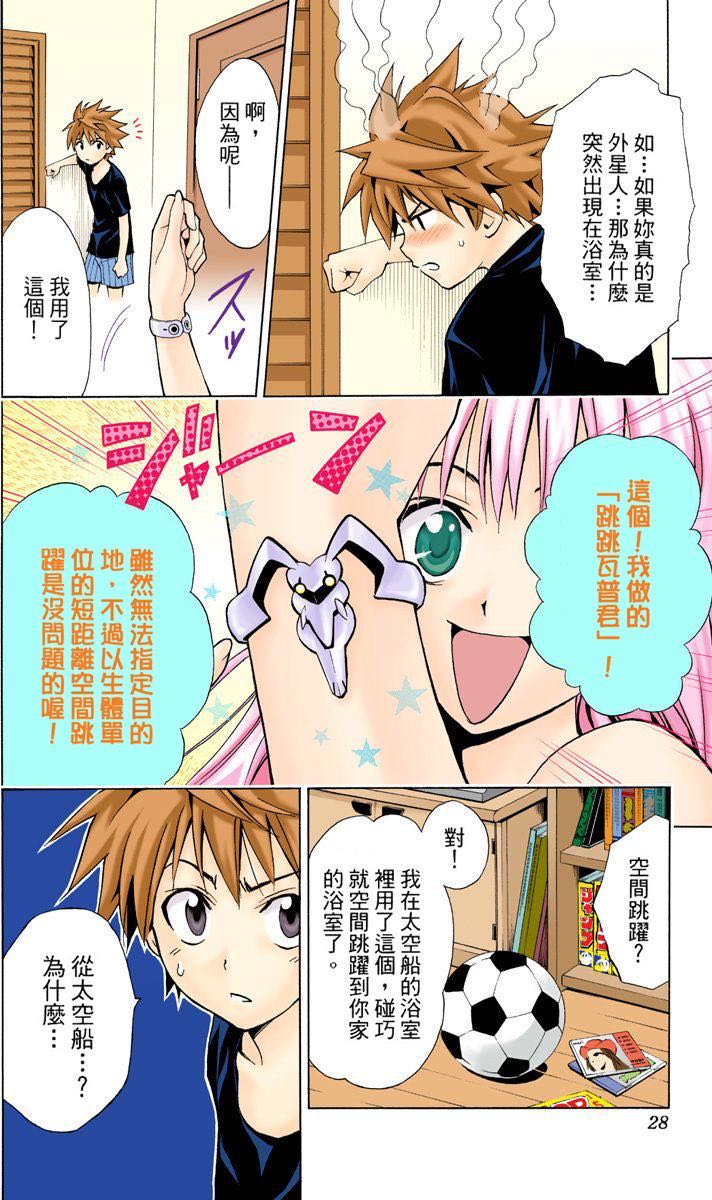 如…如果妳真的是
外星人…那為什麼
突然出現在浴室…
啊，
因為呢——
スッ
我用了
這個！
ジャーン
這個！我做的
「跳跳瓦普君」！
雖然無法指定目的
地，不過以生體單
位的短距離空間跳
躍是沒問題的喔！
空間跳躍？
對！
我在太空船的浴室
裡用了這個，碰巧
就空間跳躍到你家
的浴室了。
ジャンプ
從太空船…？
為什麼…
28